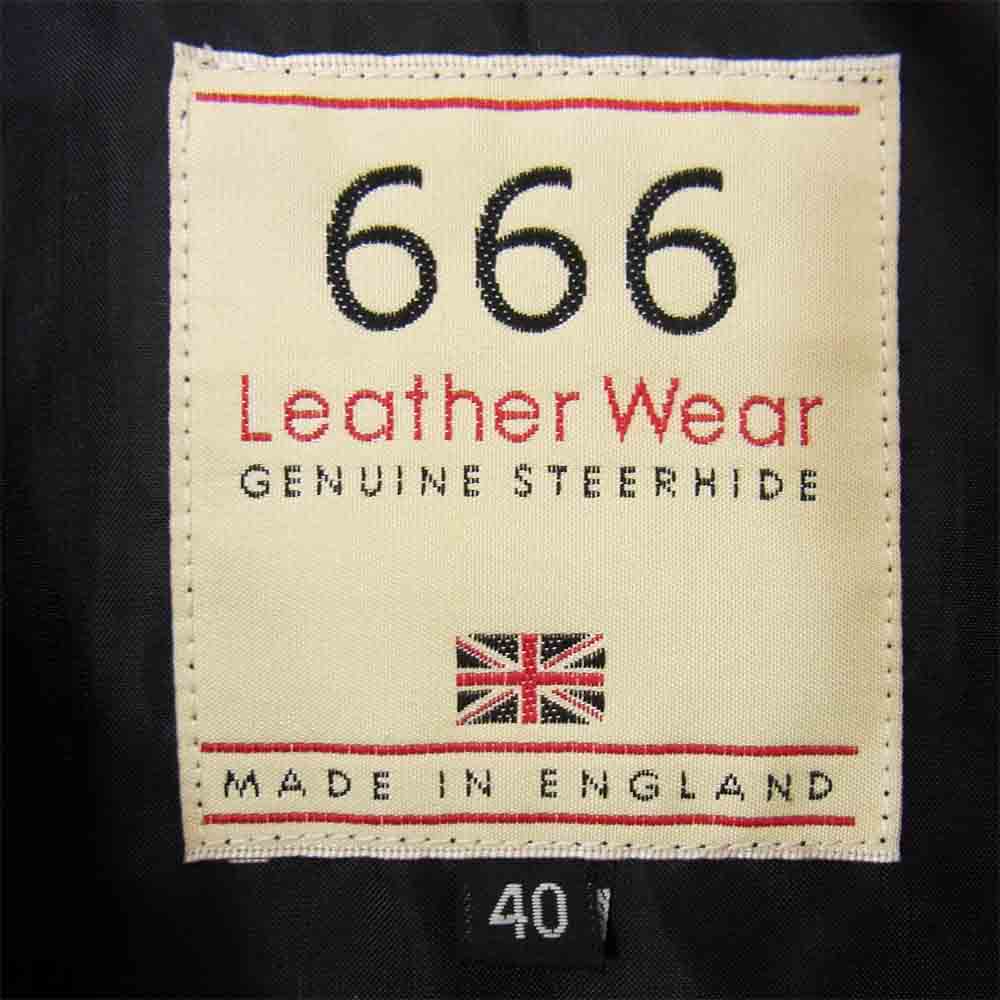 666
Leather Wear
GENUINE STEERHIDE
MADE IN ENGLAND
40